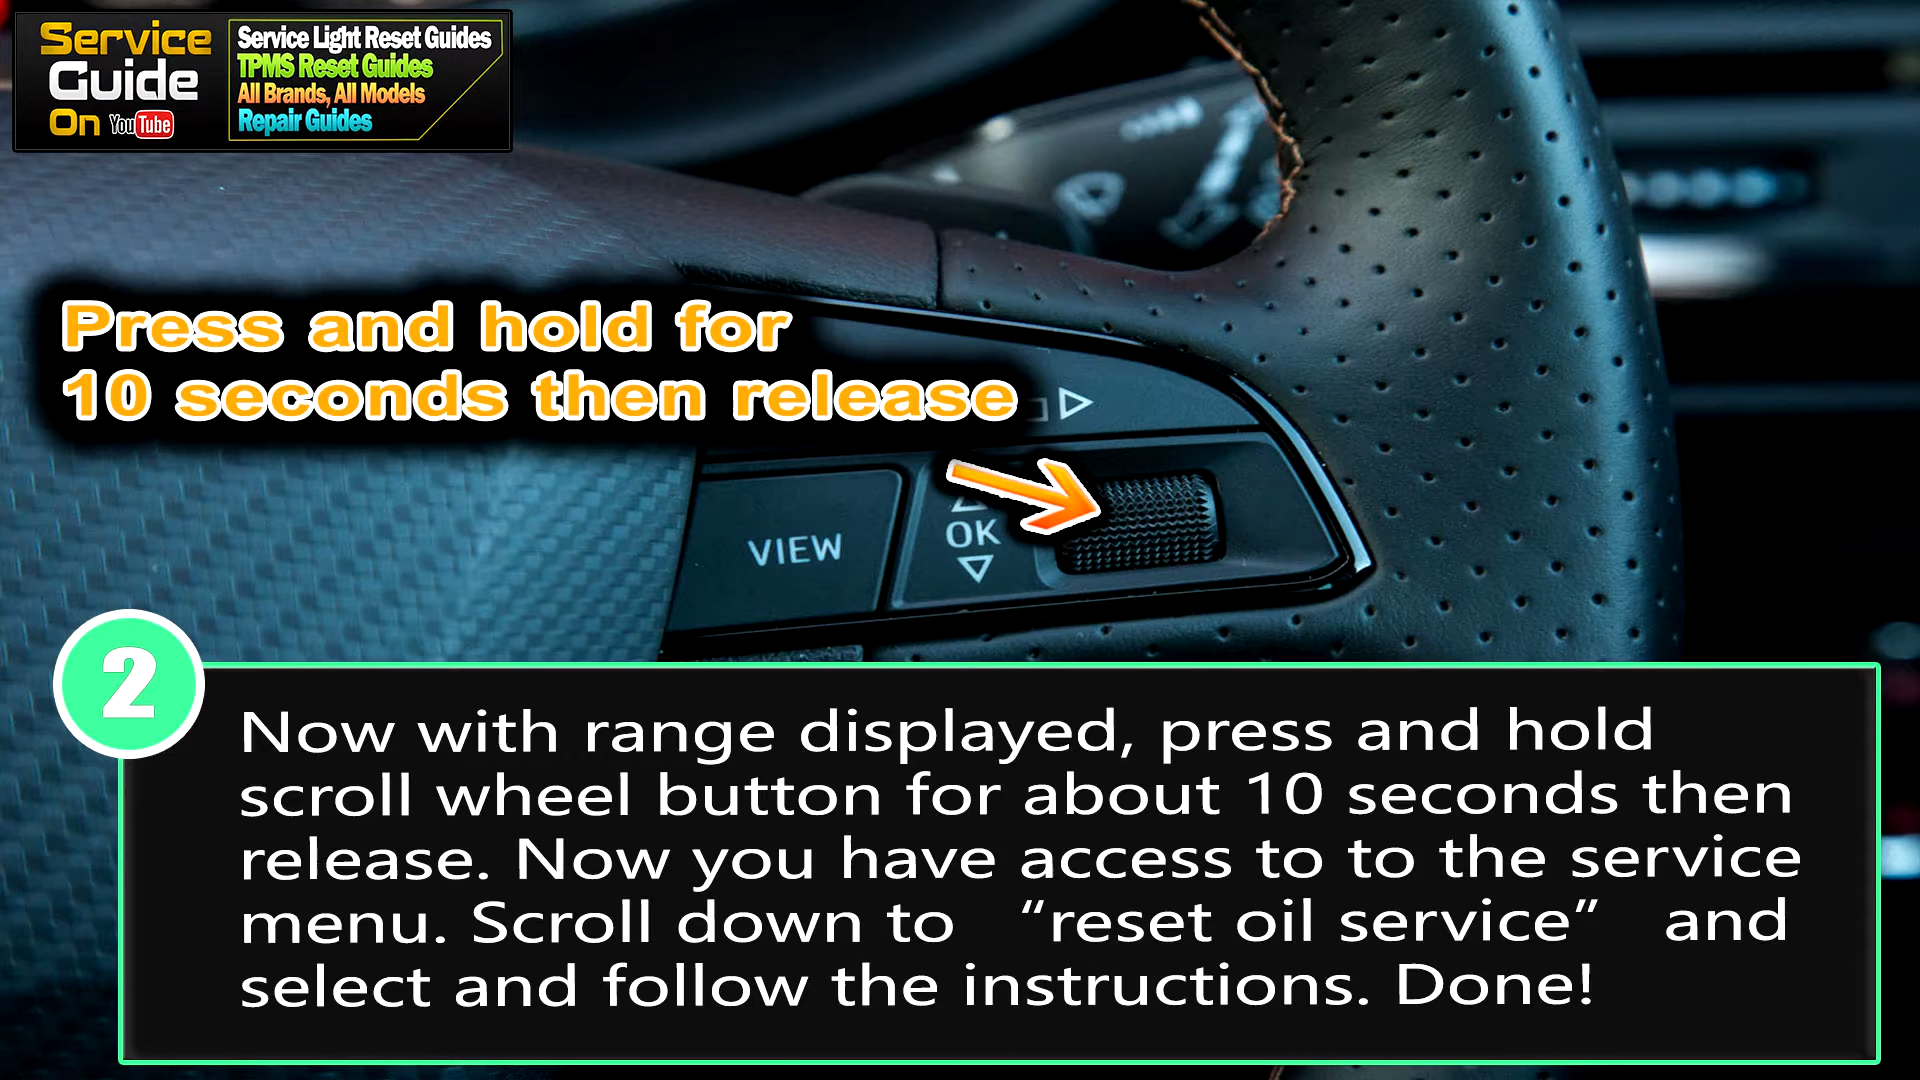 Service
Guide
On YouTube
Service Light Reset Guides
TPMS Reset Guides
All Brands, All Models
Repair Guides
Press and hold for
10 seconds then release
VIEW
OK
2
Now with range displayed, press and hold
scroll wheel button for about 10 seconds then
release. Now you have access to to the service
menu. Scroll down to “reset oil service” and
select and follow the instructions. Done!